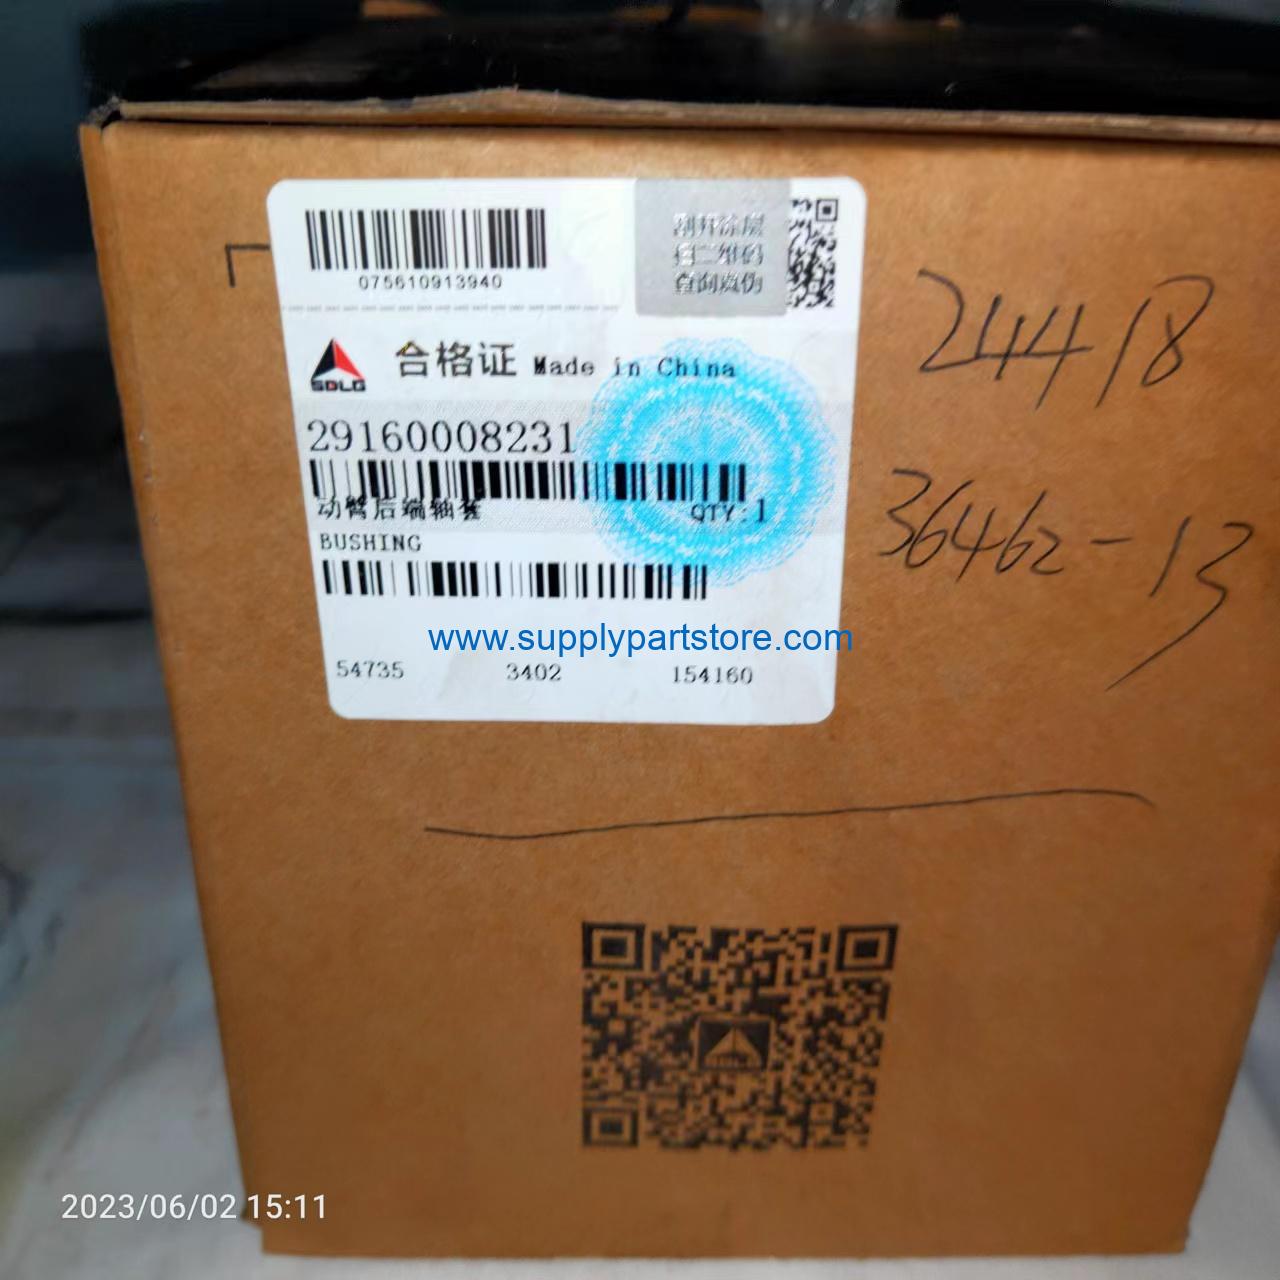 刮开涂层
扫二维码
查询真伪
075610913940
SDLG
合格证 Made in China
29160008231
动臂后端轴套 QTY:1
BUSHING
www.supplypartstore.com
54735 3402 154160
24418
36462-13
2023/06/02 15:11